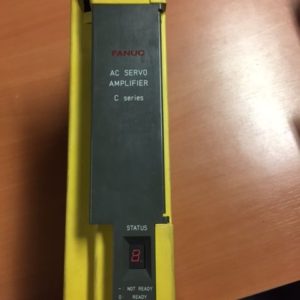 FANUC
AC SERVO
AMPLIFIER
C series
STATUS
8
- NOT READY
0 READY